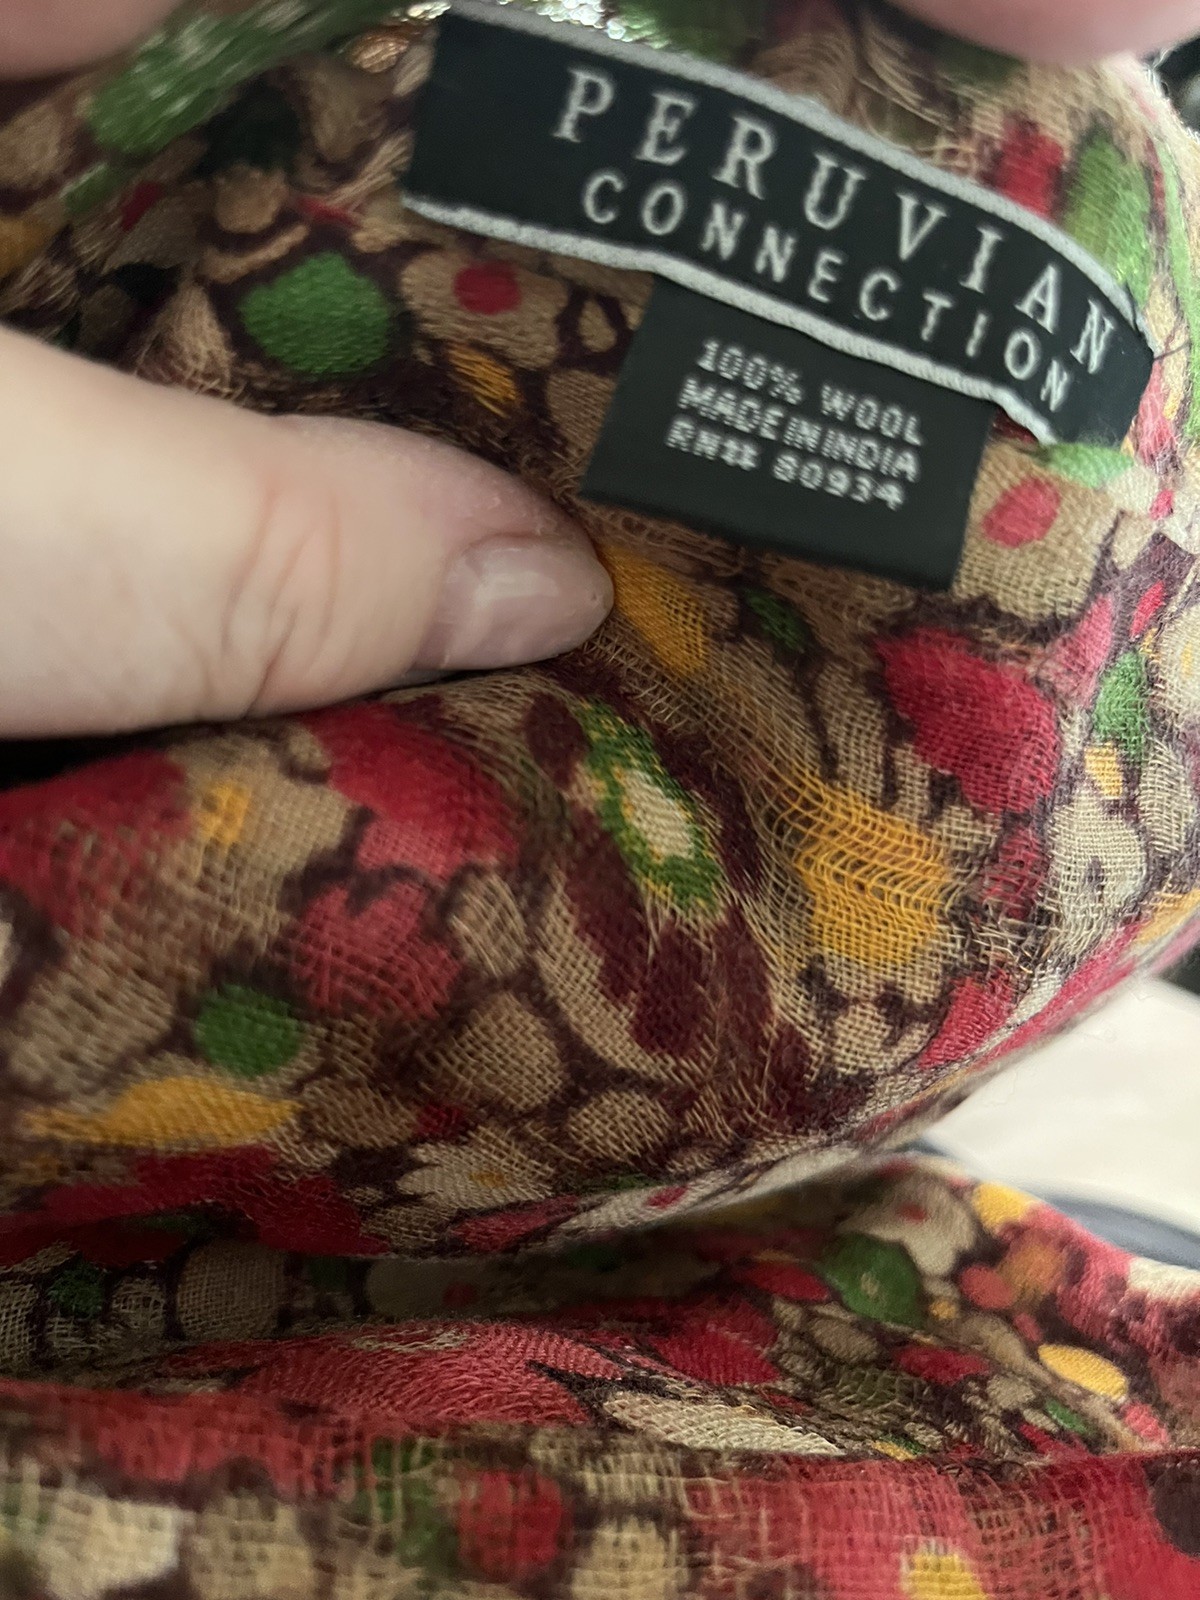 PERUVIAN
CONNECTION
100% WOOL
MADE IN INDIA
RN# 80934